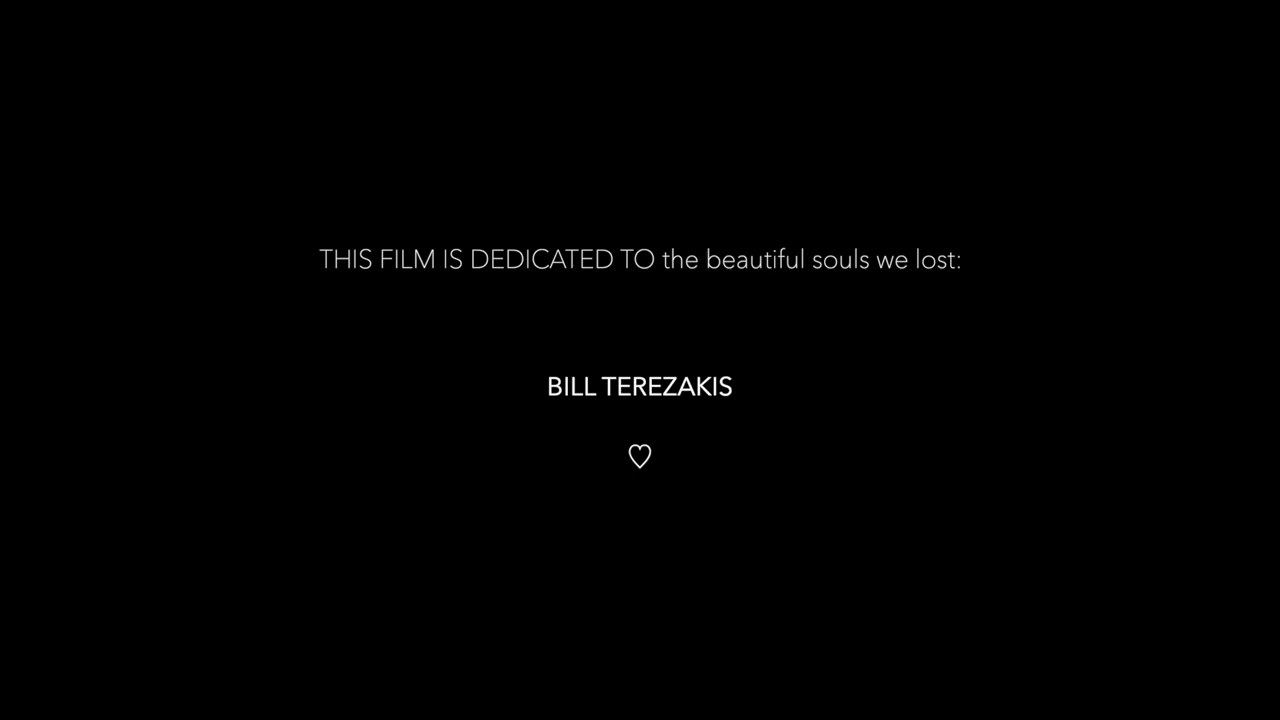 THIS FILM IS DEDICATED TO the beautiful souls we lost:
BILL TEREZAKIS
♡